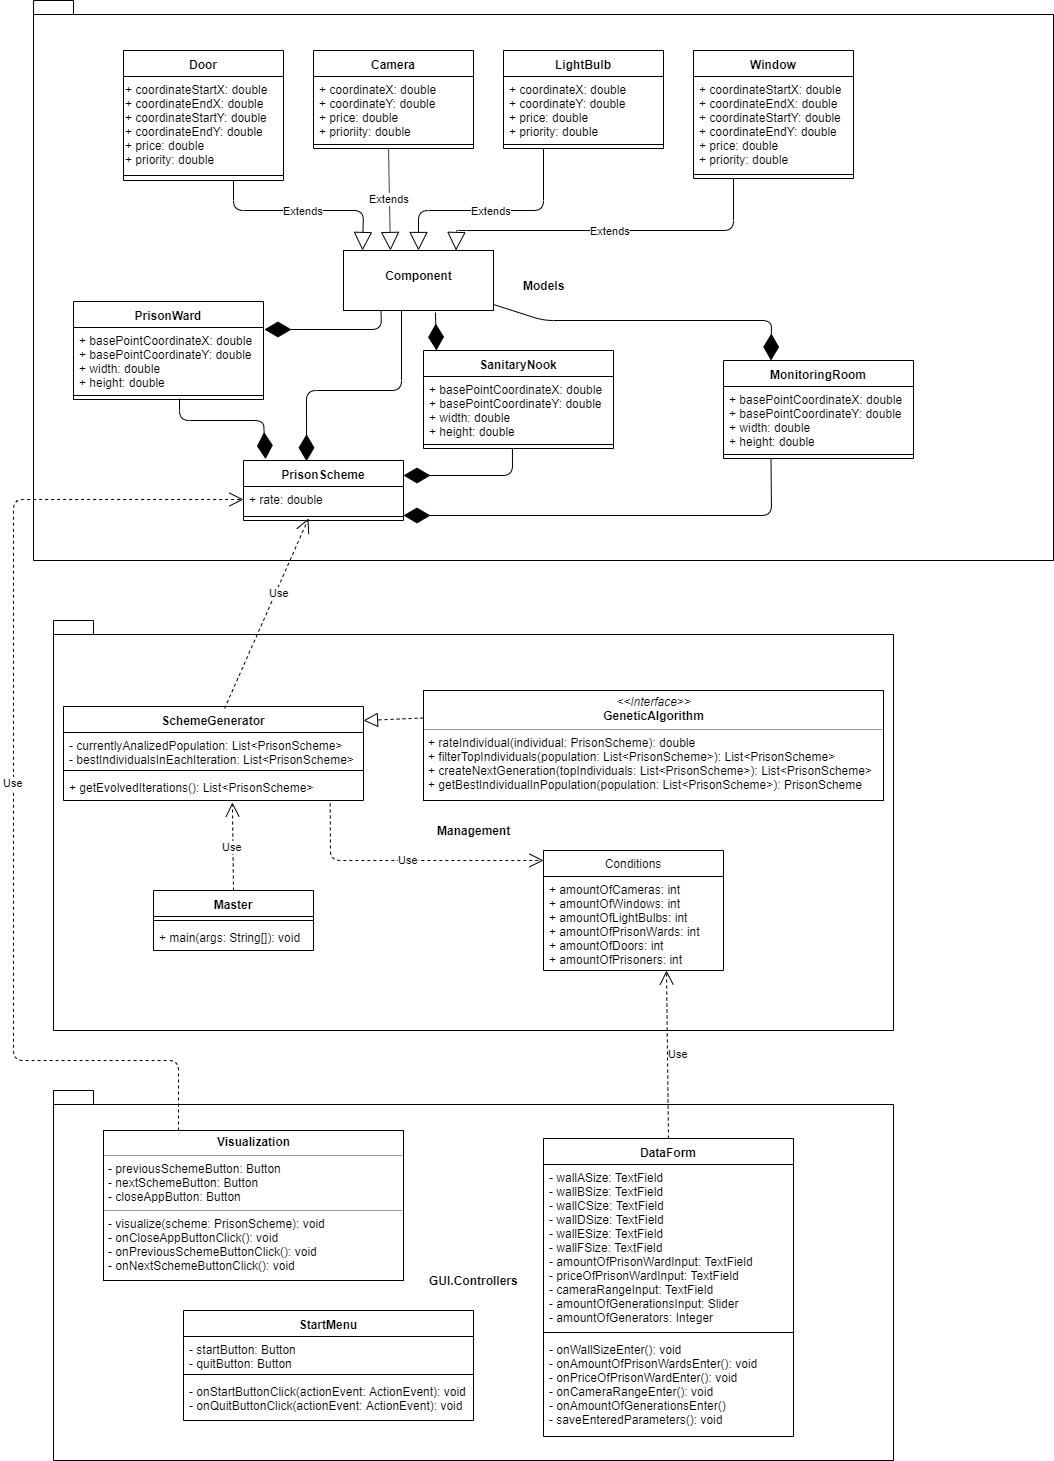 Door
+ coordinateStartX: double
+ coordinateEndX: double
+ coordinateStartY: double
+ coordinateEndY: double
+ price: double
+ priority: double
Camera
+ coordinateX: double
+ coordinateY: double
+ price: double
+ prioriity: double
LightBulb
+ coordinateX: double
+ coordinateY: double
+ price: double
+ priority: double
Window
+ coordinateStartX: double
+ coordinateEndX: double
+ coordinateStartY: double
+ coordinateEndY: double
+ price: double
+ priority: double
Extends
Extends
Extends
Extends
Component
Models
PrisonWard
+ basePointCoordinateX: double
+ basePointCoordinateY: double
+ width: double
+ height: double
SanitaryNook
+ basePointCoordinateX: double
+ basePointCoordinateY: double
+ width: double
+ height: double
MonitoringRoom
+ basePointCoordinateX: double
+ basePointCoordinateY: double
+ width: double
+ height: double
PrisonScheme
+ rate: double
Use
SchemeGenerator
- currentlyAnalizedPopulation: List<PrisonScheme>
- bestIndividualsInEachIteration: List<PrisonScheme>
+ getEvolvedIterations(): List<PrisonScheme>
<<Interface>>
GeneticAlgorithm
+ rateIndividual(individual: PrisonScheme): double
+ filterTopIndividuals(population: List<PrisonScheme>): List<PrisonScheme>
+ createNextGeneration(topIndividuals: List<PrisonScheme>): List<PrisonScheme>
+ getBestIndividualInPopulation(population: List<PrisonScheme>): PrisonScheme
Use
Management
Use
Use
Conditions
+ amountOfCameras: int
+ amountOfWindows: int
+ amountOfLightBulbs: int
+ amountOfPrisonWards: int
+ amountOfDoors: int
+ amountOfPrisoners: int
Master
+ main(args: String[]): void
Use
Visualization
- previousSchemeButton: Button
- nextSchemeButton: Button
- closeAppButton: Button
- visualize(scheme: PrisonScheme): void
- onCloseAppButtonClick(): void
- onPreviousSchemeButtonClick(): void
- onNextSchemeButtonClick(): void
DataForm
- wallASize: TextField
- wallBSize: TextField
- wallCSize: TextField
- wallDSize: TextField
- wallESize: TextField
- wallFSize: TextField
- amountOfPrisonWardInput: TextField
- priceOfPrisonWardInput: TextField
- cameraRangeInput: TextField
- amountOfGenerationsInput: Slider
- amountOfGenerators: Integer
- onWallSizeEnter(): void
- onAmountOfPrisonWardsEnter(): void
- onPriceOfPrisonWardEnter(): void
- onCameraRangeEnter(): void
- onAmountOfGenerationsEnter()
- saveEnteredParameters(): void
GUI.Controllers
StartMenu
- startButton: Button
- quitButton: Button
- onStartButtonClick(actionEvent: ActionEvent): void
- onQuitButtonClick(actionEvent: ActionEvent): void